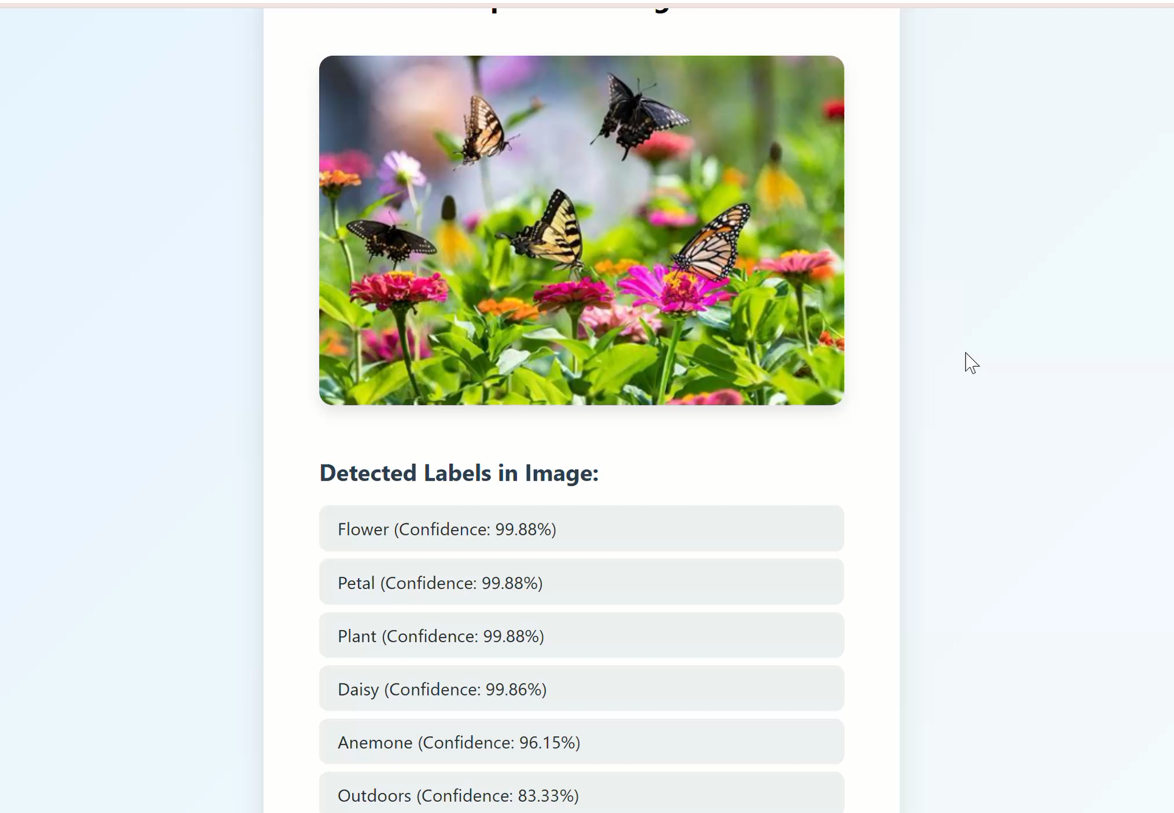 Detected Labels in Image:
Flower (Confidence: 99.88%)
Petal (Confidence: 99.88%)
Plant (Confidence: 99.88%)
Daisy (Confidence: 99.86%)
Anemone (Confidence: 96.15%)
Outdoors (Confidence: 83.33%)